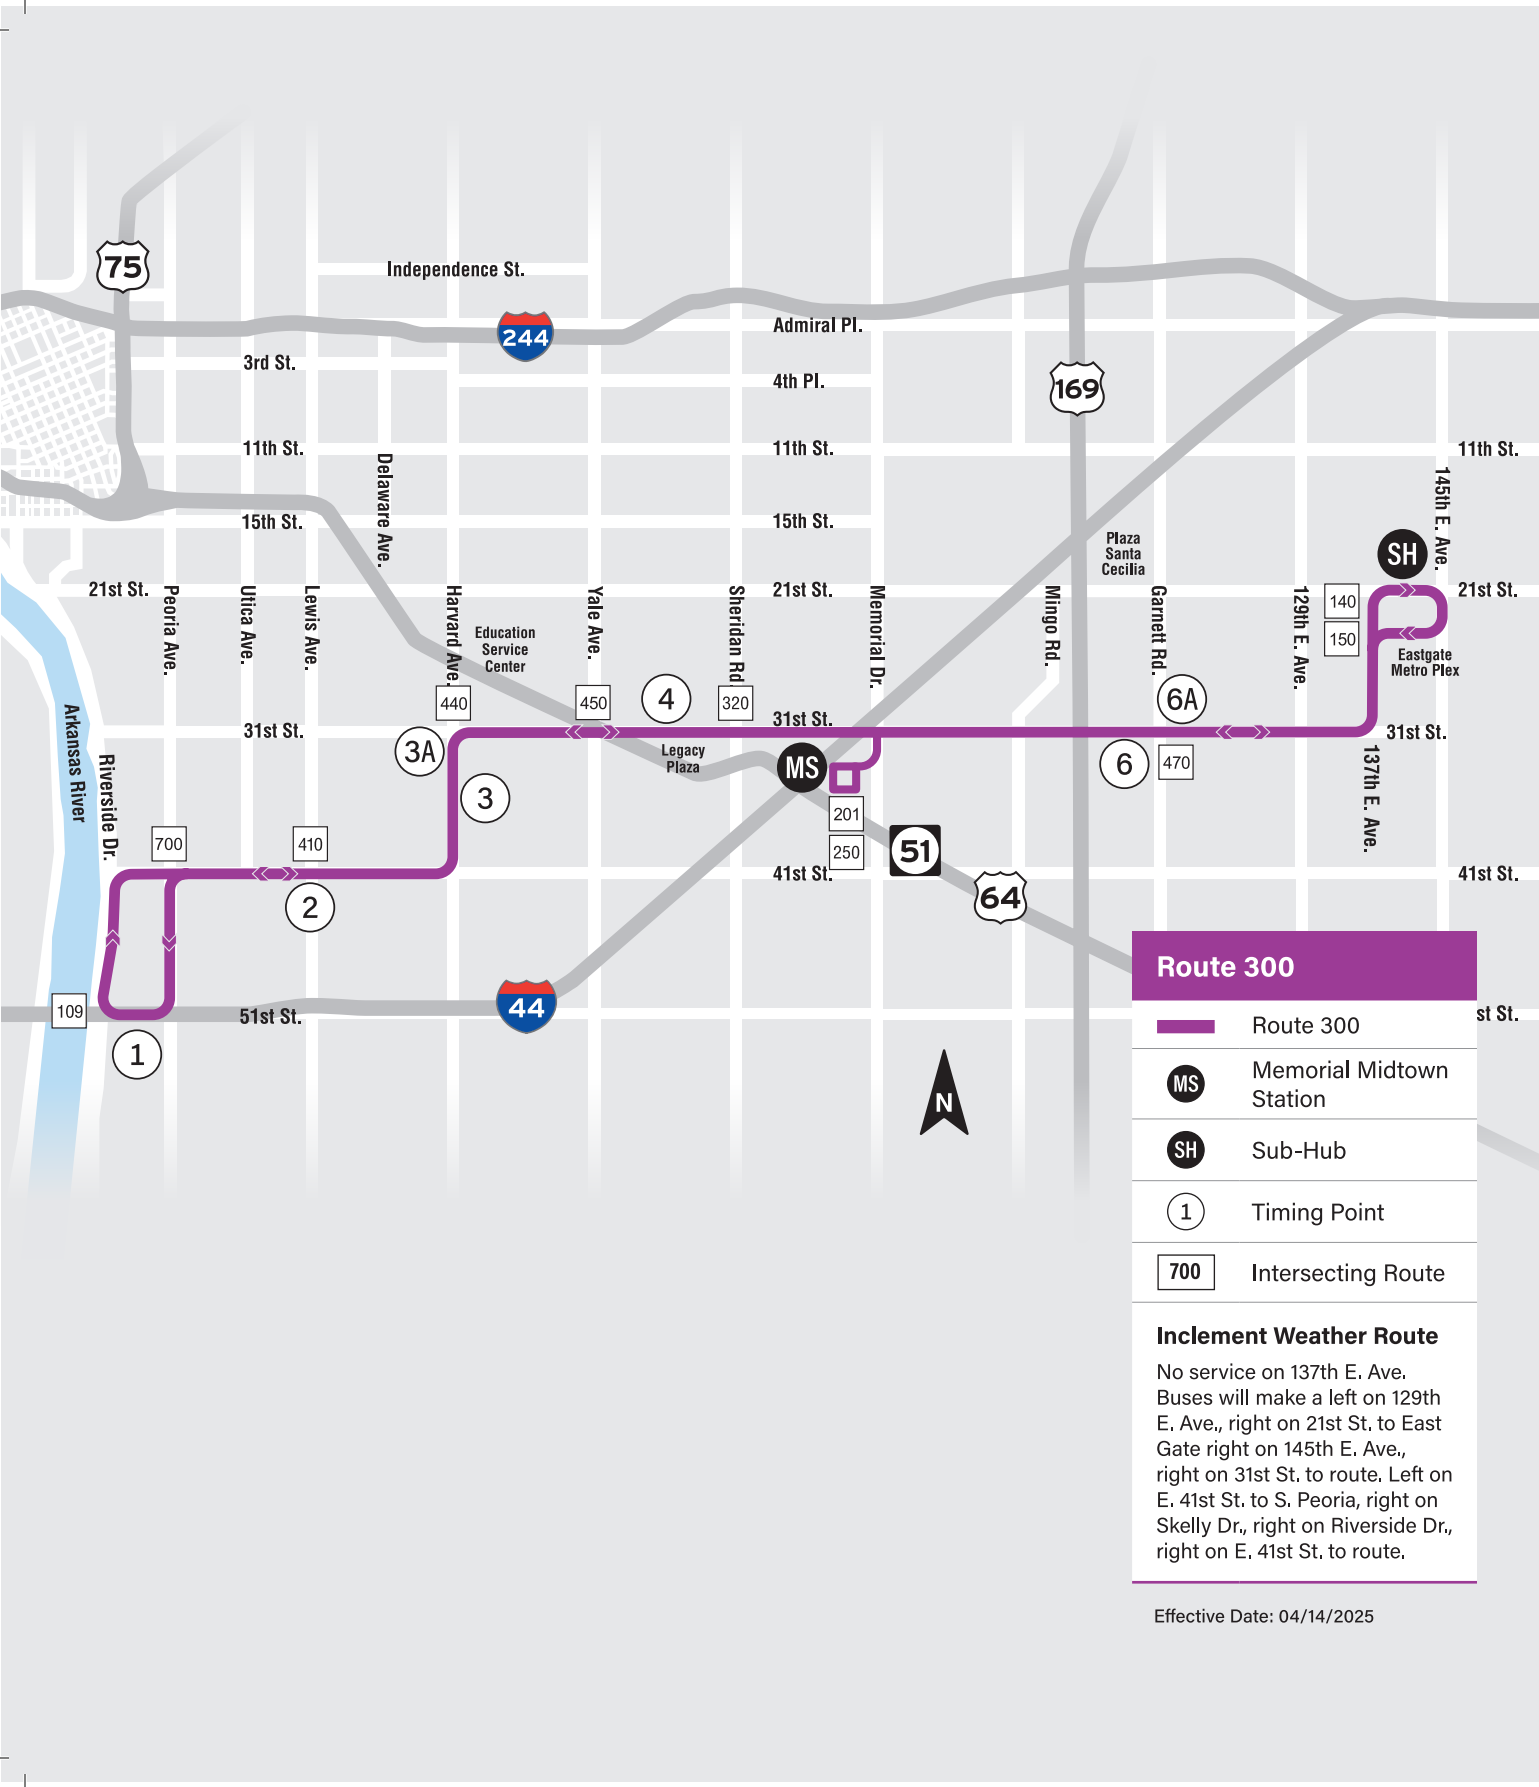 75
Independence St.
244
Admiral Pl.
3rd St.
4th Pl.
169
11th St.
11th St.
11th St.
Delaware Ave.
145th E. Ave.
15th St.
15th St.
Plaza
Santa
Cecilia
SH
21st St.
Peoria Ave.
Utica Ave.
Lewis Ave.
Harvard Ave.
Yale Ave.
Sheridan Rd.
21st St.
Memorial Dr.
Mingo Rd.
Garnett Rd.
129th E. Ave.
140
150
21st St.
Education
Service
Center
Eastgate
Metro Plex
440
450
4
320
6A
Arkansas River
31st St.
31st St.
31st St.
3A
Legacy
Plaza
MS
6
470
137th E. Ave.
Riverside Dr.
3
201
250
700
410
51
41st St.
41st St.
2
64
109
51st St.
44
st St.
1
N
Route 300
Route 300
MS
Memorial Midtown
Station
SH
Sub-Hub
1
Timing Point
700
Intersecting Route
Inclement Weather Route
No service on 137th E. Ave.
Buses will make a left on 129th
E. Ave., right on 21st St. to East
Gate right on 145th E. Ave.,
right on 31st St. to route. Left on
E. 41st St. to S. Peoria, right on
Skelly Dr., right on Riverside Dr.,
right on E. 41st St. to route.
Effective Date: 04/14/2025